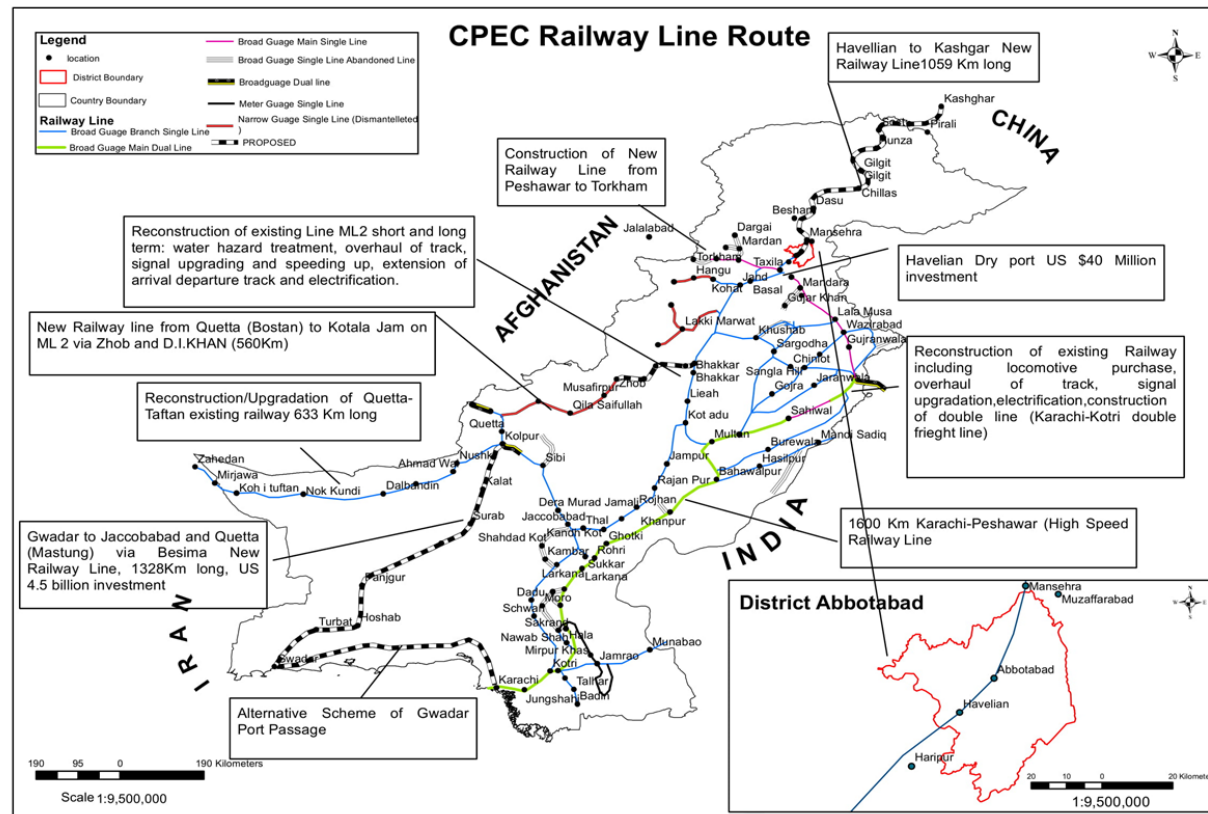 CPEC Railway Line Route
Legend
location
District Boundary
Country Boundary
Railway Line
Broad Guage Branch Single Line
Broad Guage Main Dual Line
Broad Guage Main Single Line
Broad Guage Single Line Abandoned Line
Broadguage Dual line
Meter Guage Single Line
Narrow Guage Single Line (Dismantelleted
)
PROPOSED
Havellian to Kashgar New
Railway Line1059 Km long
N
W
E
S
Kashghar
Pirali
CHINA
Gilgit
Gilgit
Chillas
Dasu
Mansehra
Construction of New
Railway Line from
Peshawar to Torkham
Reconstruction of existing Line ML2 short and long
term: water hazard treatment, overhaul of track,
signal upgrading and speeding up, extension of
arrival departure track and electrification.
Jalalabad
AFGHANISTAN
Dargai
Mardan
Torkham
Taxila
Hangu
Kohat
Jand
Basal
Mandara
Gujar Khan
Havelian Dry port US $40 Million
investment
New Railway line from Quetta (Bostan) to Kotala Jam on
ML 2 via Zhob and D.I.KHAN (560Km)
Lakki Marwat
Khushab
Lala Musa
Wazirabad
Gujranwala
Sargodha
Chiniot
Sangla Hill
Jaranwala
Gojra
Bhakkar
Bhakkar
Zhob
Musafirpur
Lieah
Qila Saifullah
Kot adu
Sahiwal
Reconstruction of existing Railway
including locomotive purchase,
overhaul of track, signal
upgradation,electrification,construction
of double line (Karachi-Kotri double
frieght line)
Reconstruction/Upgradation of Quetta-
Taftan existing railway 633 Km long
Quetta
Kolpur
Multan
Burewala
Mandi Sadiq
Hasilpur
Bahawalpur
Zahedan
Mirjawa
Koh i tuftan
Nok Kundi
Dalbandin
Ahmad Wa
Nushki
Kalat
Sibi
Jampur
Rajan Pur
Dera Murad Jamali
Rojhan
Khanpur
Surab
Jaccobabad
Thal
Kandh Kot
Ghotki
Shahdad Kot
Kambar
Rohri
Sukkar
Larkana
Larkana
INDIA
1600 Km Karachi-Peshawar (High Speed
Railway Line
Gwadar to Jaccobabad and Quetta
(Mastung) via Besima New
Railway Line, 1328Km long, US
4.5 billion investment
Panjgur
Dadu
Moro
Schwan
Sakrand
Nawab Shah
Hala
Turbat
Hoshab
Mirpur Khas
Munabao
Jamrao
Kotri
Gwadar
IRAN
Karachi
Jungshahi
Talhar
Badin
Alternative Scheme of Gwadar
Port Passage
190 95 0 190 Kilometers
Scale 1:9,500,000
District Abbotabad
N
W
E
S
Mansehra
Muzaffarabad
Abbotabad
Havelian
Haripur
20 10 0 20 Kilomete
1:9,500,000